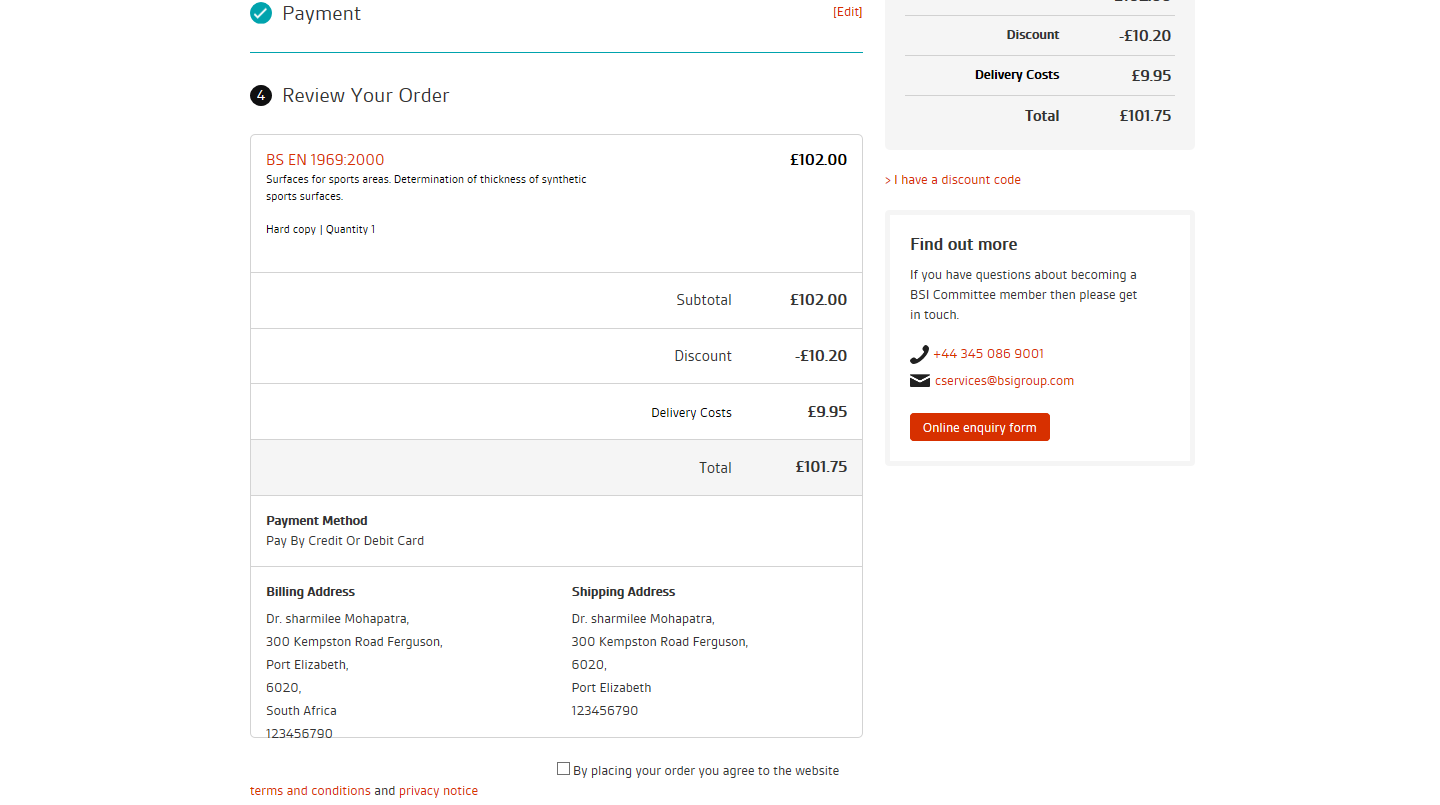 Payment
[Edit]
4 Review Your Order
BS EN 1969:2000 £102.00
Surfaces for sports areas. Determination of thickness of synthetic
sports surfaces.
Hard copy | Quantity 1
Subtotal £102.00
Discount -£10.20
Delivery Costs £9.95
Total £101.75
Payment Method
Pay By Credit Or Debit Card
Billing Address
Dr. sharmilee Mohapatra,
300 Kempston Road Ferguson,
Port Elizabeth,
6020,
South Africa
123456790
Shipping Address
Dr. sharmilee Mohapatra,
300 Kempston Road Ferguson,
6020,
Port Elizabeth
123456790
By placing your order you agree to the website
terms and conditions and privacy notice
Discount -£10.20
Delivery Costs £9.95
Total £101.75
> I have a discount code
Find out more
If you have questions about becoming a
BSI Committee member then please get
in touch.
+44 345 086 9001
cservices@bsigroup.com
Online enquiry form